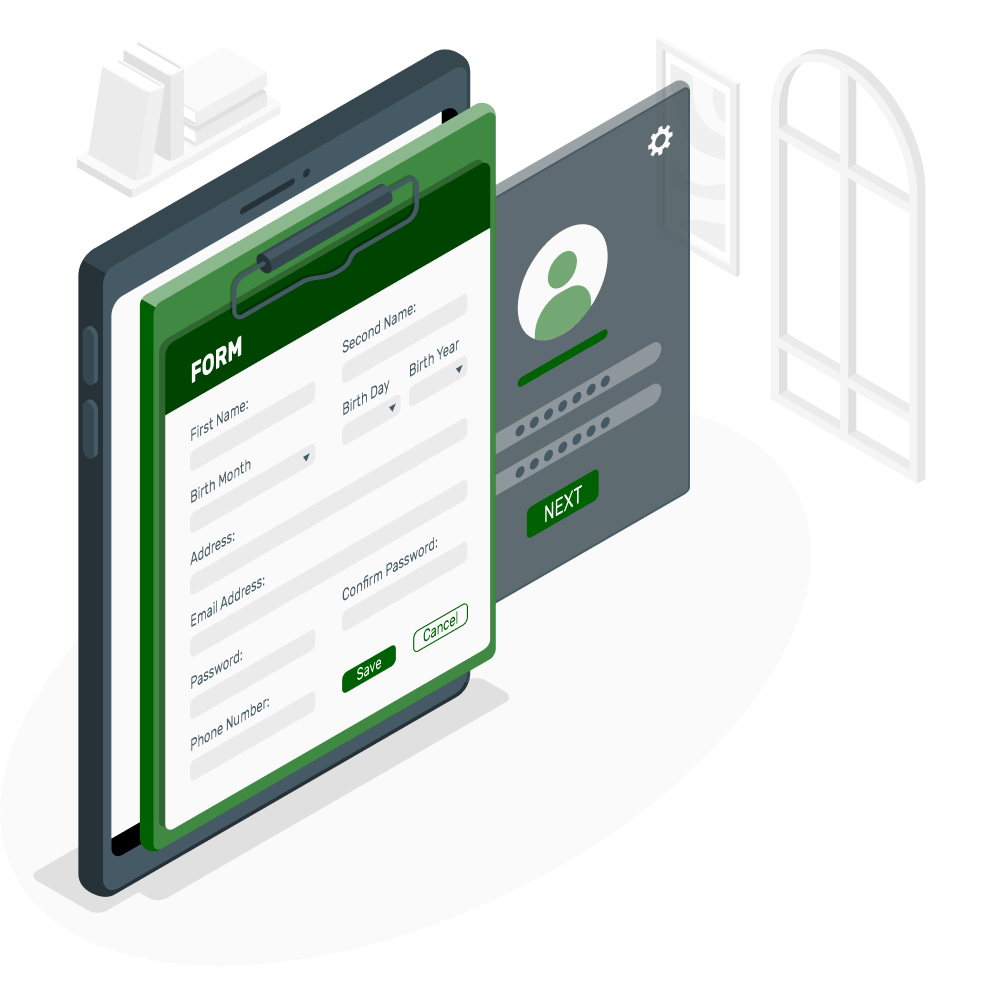 FORM
First Name:
Second Name:
Birth Month
Birth Day
Birth Year
Address:
Email Address:
Password:
Confirm Password:
Phone Number:
Save
Cancel
NEXT